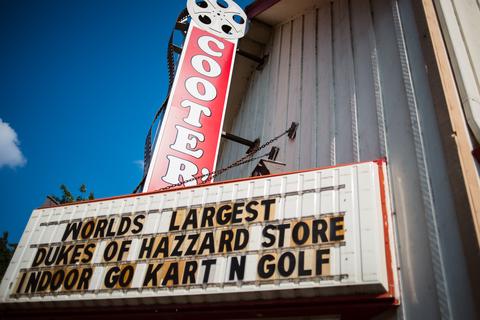 COOTER'S
WORLDS LARGEST
DUKES OF HAZZARD STORE
INDOOR GO KART N GOLF